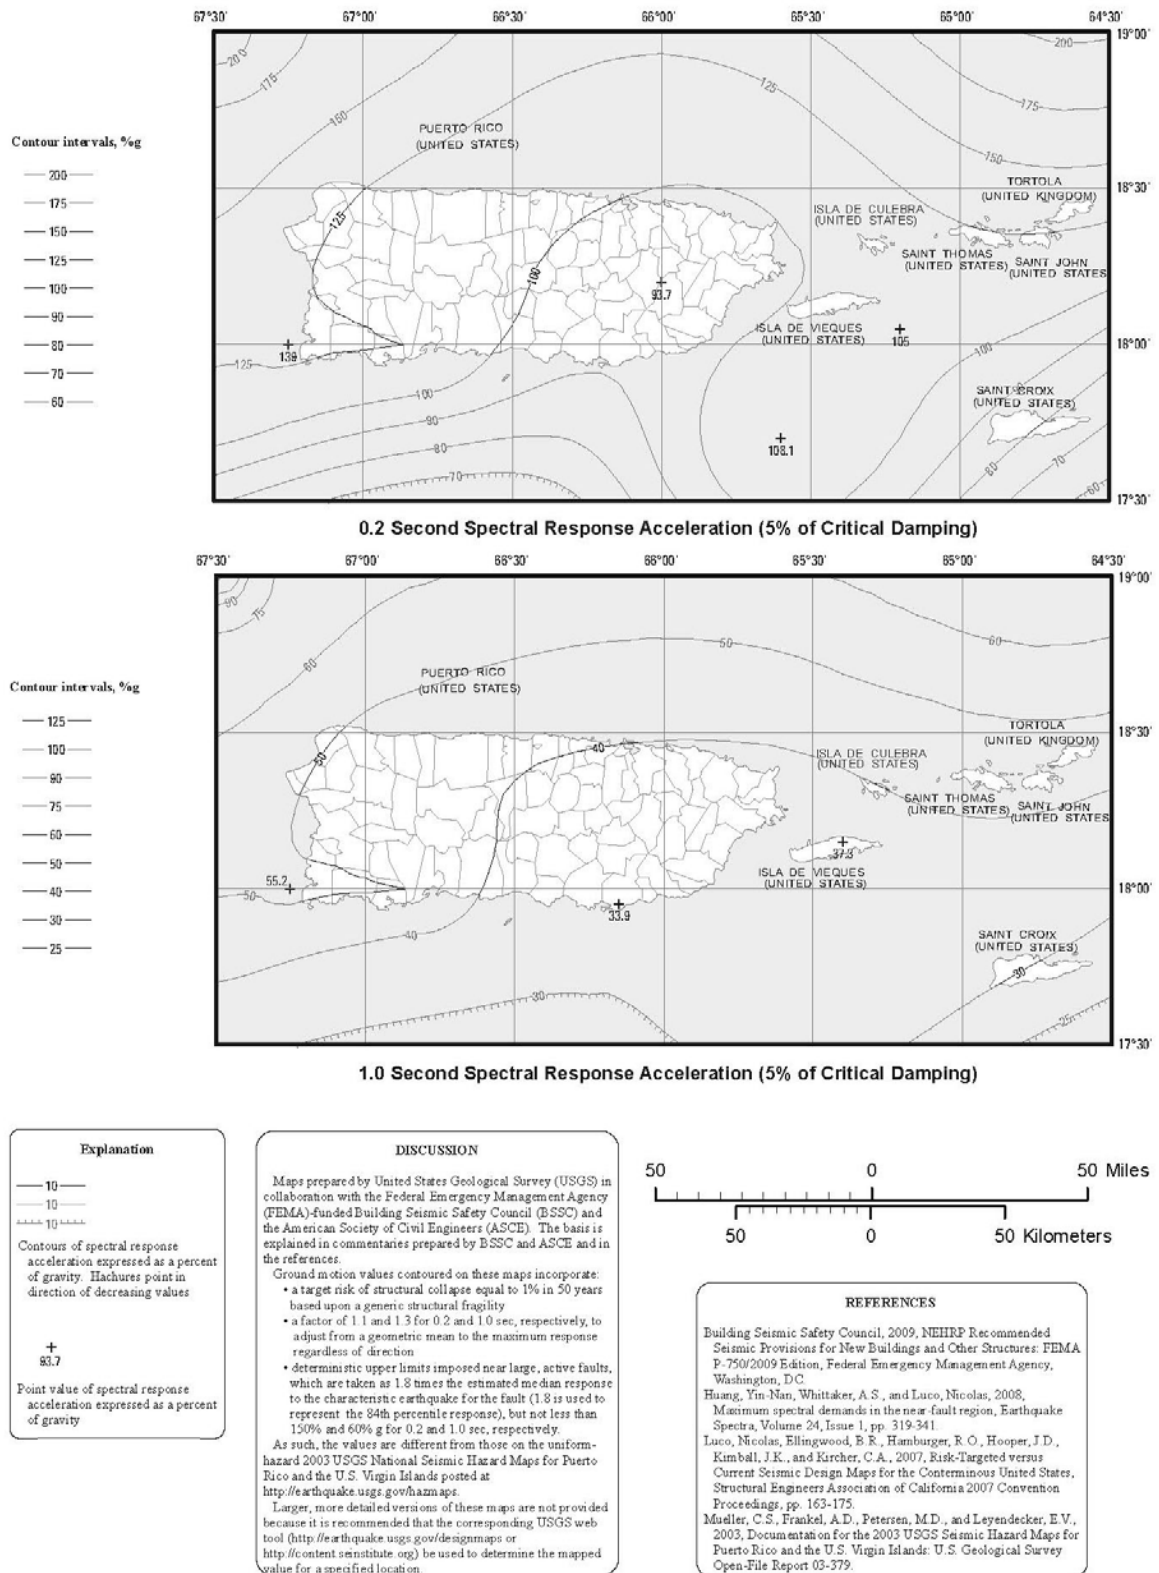 67°30' 67°00' 66°30' 66°00' 65°30' 65°00' 64°30'
19°00'
200
200
175
175
150
125
Contour intervals, %g
PUERTO RICO
(UNITED STATES)
150
200
175
150
125
100
90
80
70
60
18°30'
TORTOLA
(UNITED KINGDOM)
ISLA DE CULEBRA
(UNITED STATES)
125
SAINT THOMAS
(UNITED STATES)
SAINT JOHN
(UNITED STATES
100
93.7
ISLA DE VIEQUES
(UNITED STATES)
105
18°00'
139
125
100
100
SAINT CROIX
(UNITED STATES)
90
80
108.1
80
70
70
60
17°30'
0.2 Second Spectral Response Acceleration (5% of Critical Damping)
67°30' 67°00' 66°30' 66°00' 65°30' 65°00' 64°30'
19°00'
90
75
60
50
60
Contour intervals, %g
PUERTO RICO
(UNITED STATES)
125
100
90
75
60
50
40
30
25
18°30'
TORTOLA
(UNITED KINGDOM)
ISLA DE CULEBRA
(UNITED STATES)
50
40
SAINT THOMAS
(UNITED STATES)
SAINT JOHN
(UNITED STATES
37.3
ISLA DE VIEQUES
(UNITED STATES)
55.2
18°00'
50
33.9
40
SAINT CROIX
(UNITED STATES)
30
30
25
17°30'
1.0 Second Spectral Response Acceleration (5% of Critical Damping)
Explanation
10
10
10
Contours of spectral response
acceleration expressed as a percent
of gravity. Hachures point in
direction of decreasing values
93.7
Point value of spectral response
acceleration expressed as a percent
of gravity
DISCUSSION
Maps prepared by United States Geological Survey (USGS) in
collaboration with the Federal Emergency Management Agency
(FEMA)-funded Building Seismic Safety Council (BSSC) and
the American Society of Civil Engineers (ASCE). The basis is
explained in commentaries prepared by BSSC and ASCE and in
the references.
Ground motion values contoured on these maps incorporate:
• a target risk of structural collapse equal to 1% in 50 years
based upon a generic structural fragility
• a factor of 1.1 and 1.3 for 0.2 and 1.0 sec, respectively, to
adjust from a geometric mean to the maximum response
regardless of direction
• deterministic upper limits imposed near large, active faults,
which are taken as 1.8 times the estimated median response
to the characteristic earthquake for the fault (1.8 is used to
represent the 84th percentile response), but not less than
150% and 60% g for 0.2 and 1.0 sec, respectively.
As such, the values are different from those on the uniform-
hazard 2003 USGS National Seismic Hazard Maps for Puerto
Rico and the U.S. Virgin Islands posted at
http://earthquake.usgs.gov/hazmaps.
Larger, more detailed versions of these maps are not provided
because it is recommended that the corresponding USGS web
tool (http://earthquake.usgs.gov/designmaps or
http://content.seinstitute.org) be used to determine the mapped
value for a specified location.
50 0 50 Miles
50 0 50 Kilometers
REFERENCES
Building Seismic Safety Council, 2009, NEHRP Recommended
Seismic Provisions for New Buildings and Other Structures: FEMA
P-750/2009 Edition, Federal Emergency Management Agency,
Washington, DC.
Huang, Yin-Nan, Whittaker, A.S., and Luco, Nicolas, 2008,
Maximum spectral demands in the near-fault region, Earthquake
Spectra, Volume 24, Issue 1, pp. 319-341.
Luco, Nicolas, Ellingwood, B.R., Hamburger, R.O., Hooper, J.D.,
Kimball, J.K., and Kircher, C.A., 2007, Risk-Targeted versus
Current Seismic Design Maps for the Conterminous United States,
Structural Engineers Association of California 2007 Convention
Proceedings, pp. 163-175.
Mueller, C.S., Frankel, A.D., Petersen, M.D., and Leyendecker, E.V.,
2003, Documentation for the 2003 USGS Seismic Hazard Maps for
Puerto Rico and the U.S. Virgin Islands: U.S. Geological Survey
Open-File Report 03-379.